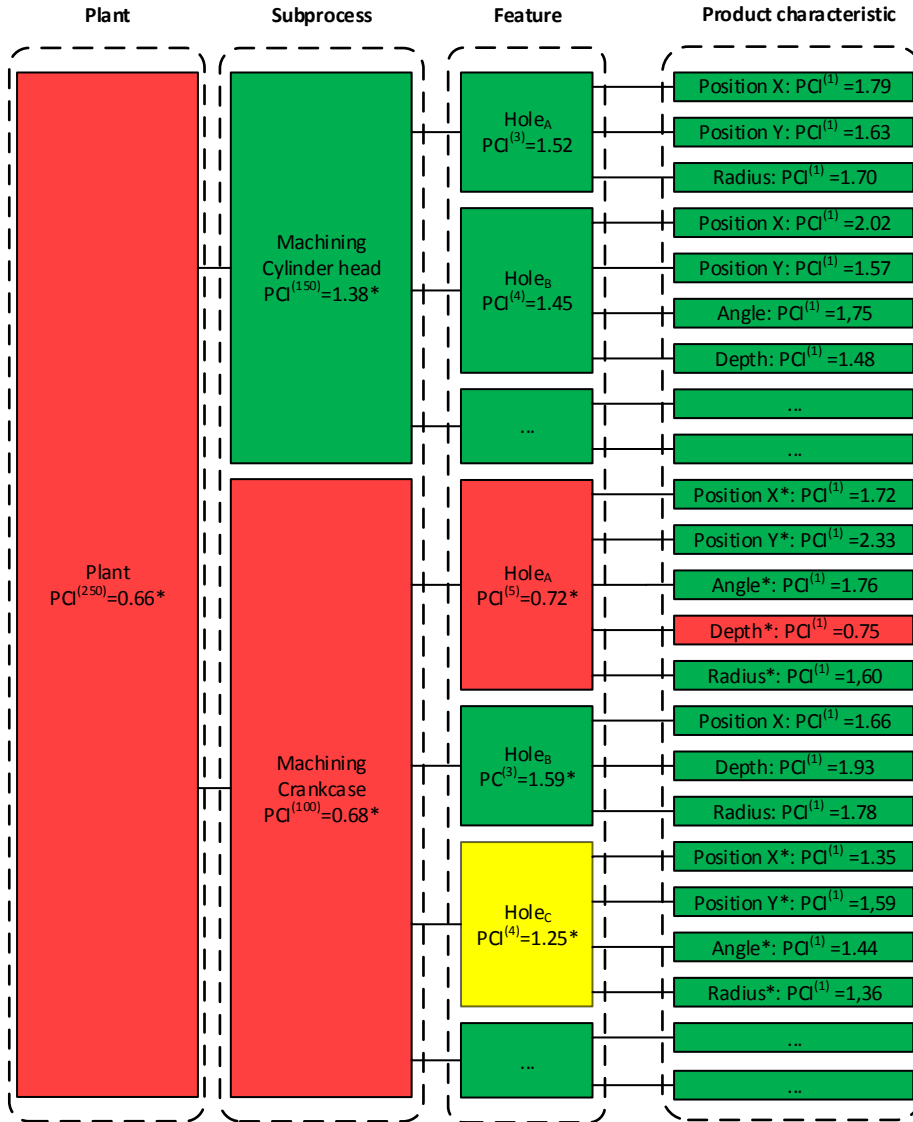 Plant
Subprocess
Feature
Product characteristic
Plant
PCI(250)=0.66*
Machining
Cylinder head
PCI(150)=1.38*
Machining
Crankcase
PCI(100)=0.68*
HoleA
PCI(3)=1.52
HoleB
PCI(4)=1.45
...
HoleA
PCI(5)=0.72*
HoleB
PC(3)=1.59*
HoleC
PCI(4)=1.25*
...
Position X: PCI(1) =1.79
Position Y: PCI(1) =1.63
Radius: PCI(1) =1.70
Position X: PCI(1) =2.02
Position Y: PCI(1) =1.57
Angle: PCI(1) =1,75
Depth: PCI(1) =1.48
...
...
Position X*: PCI(1) =1.72
Position Y*: PCI(1) =2.33
Angle*: PCI(1) =1.76
Depth*: PCI(1) =0.75
Radius*: PCI(1) =1,60
Position X: PCI(1) =1.66
Depth: PCI(1) =1.93
Radius: PCI(1) =1.78
Position X*: PCI(1) =1.35
Position Y*: PCI(1) =1,59
Angle*: PCI(1) =1.44
Radius*: PCI(1) =1,36
...
...